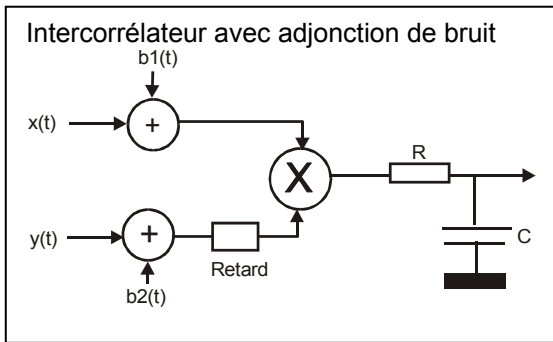 Intercorrélateur avec adjonction de bruit
b1(t)
x(t)
+
X
R
y(t)
+
Retard
C
b2(t)